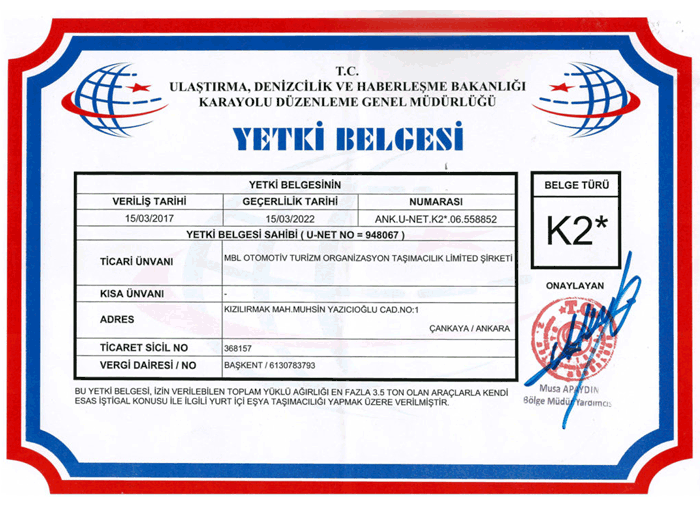 T.C.
ULAŞTIRMA, DENİZCİLİK VE HABERLEŞME BAKANLIĞI
KARAYOLU DÜZENLEME GENEL MÜDÜRLÜĞÜ
YETKİ BELGESİ
YETKİ BELGESİNİN
VERİLİŞ TARİHİ GEÇERLİLİK TARİHİ NUMARASI
15/03/2017 15/03/2022 ANK.U-NET.K2*.06.558852
YETKİ BELGESİ SAHİBİ ( U-NET NO = 948067 )
TİCARİ ÜNVANI MBL OTOMOTİV TURİZM ORGANİZASYON TAŞIMACILIK LİMİTED ŞİRKETİ
KISA ÜNVANI -
ADRES KIZILIRMAK MAH.MUHSİN YAZICIOĞLU CAD.NO:1
ÇANKAYA / ANKARA
TİCARET SİCİL NO 368157
VERGİ DAİRESİ / NO BAŞKENT / 6130783793
BELGE TÜRÜ
K2*
ONAYLAYAN
T.C.
Musa APAYDIN
Bölge Müdür Yardımcısı
BU YETKİ BELGESİ, İZİN VERİLEBİLEN TOPLAM YÜKLÜ AĞIRLIĞI EN FAZLA 3.5 TON OLAN ARAÇLARLA KENDİ
ESAS İŞTİGAL KONUSU İLE İLGİLİ YURT İÇİ EŞYA TAŞIMACILIĞI YAPMAK ÜZERE VERİLMİŞTİR.